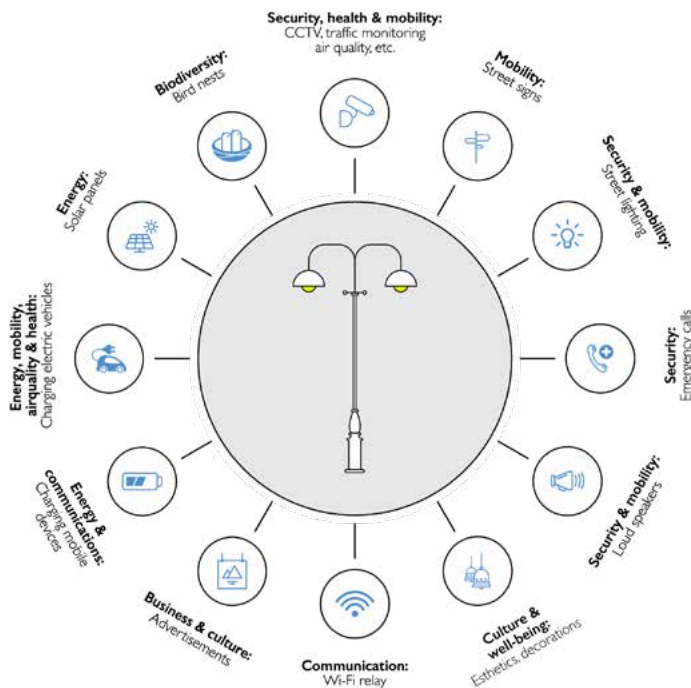 Security, health & mobility:
CCTV, traffic monitoring
air quality, etc.
Mobility:
Street signs
Security & mobility:
Street lighting
Security:
Emergency calls
Security & mobility:
Loud speakers
Culture &
well-being:
Esthetics, decorations
Communication:
Wi-Fi relay
Business & culture:
Advertisements
Energy &
communications:
Charging mobile
devices
Energy, mobility,
airquality & health:
Charging electric vehicles
Energy:
Solar panels
Biodiversity:
Bird nests